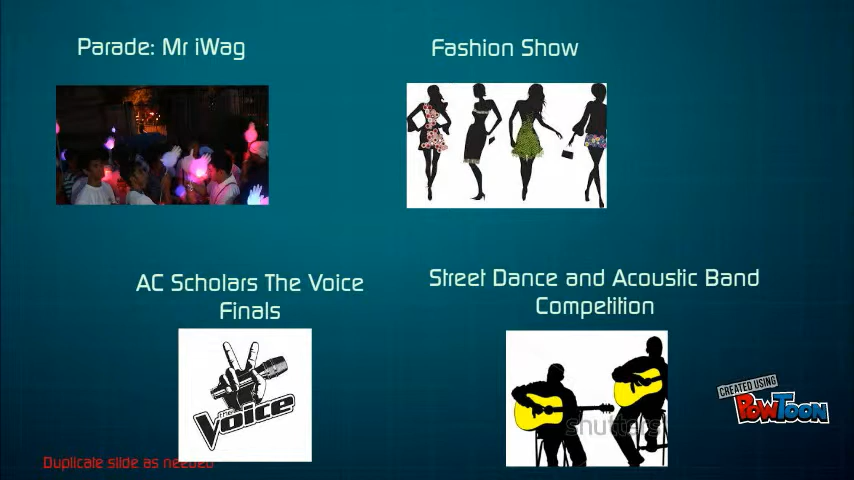 Parade: Mr iWag
Fashion Show
AC Scholars The Voice
Finals
Street Dance and Acoustic Band
Competition
the
Voice
shutters
CREATED USING
POWTOON
Duplicate slide as needed